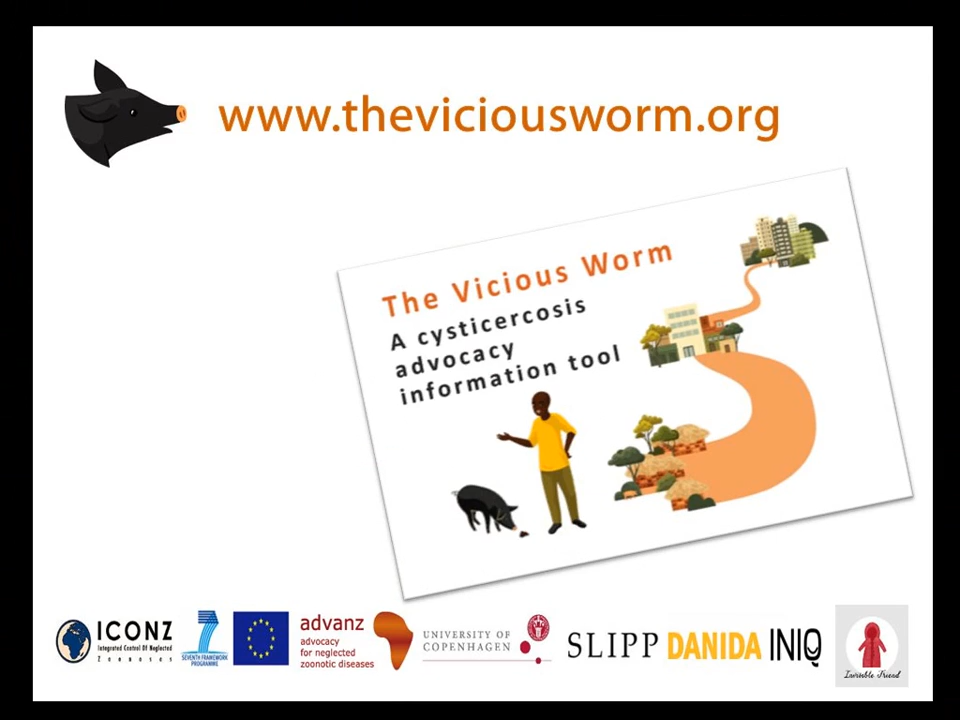 www.theviciousworm.org
The Vicious Worm
A cysticercosis
advocacy
information tool
ICONZ
Integrated Control Of Neglected
Zoonoses
7
SEVENTH FRAMEWORK
PROGRAMME
advanz
advocacy
for neglected
zoonotic diseases
UNIVERSITY OF
COPENHAGEN
SLIPP
DANIDA
INIQ
Invisible Friend